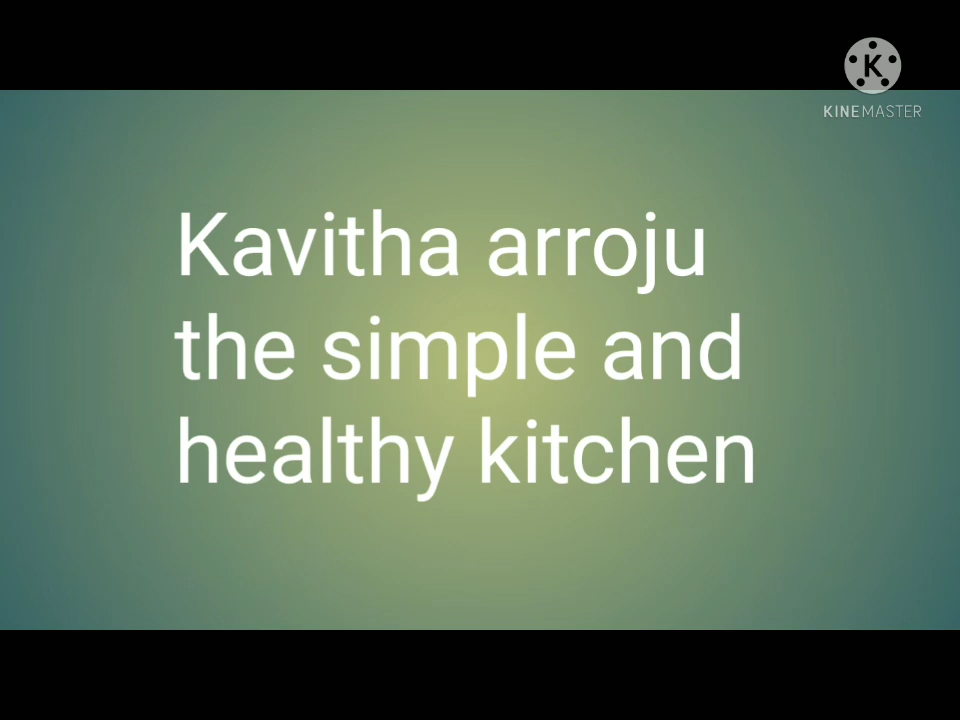 K
KINEMASTER
Kavitha arroju
the simple and
healthy kitchen